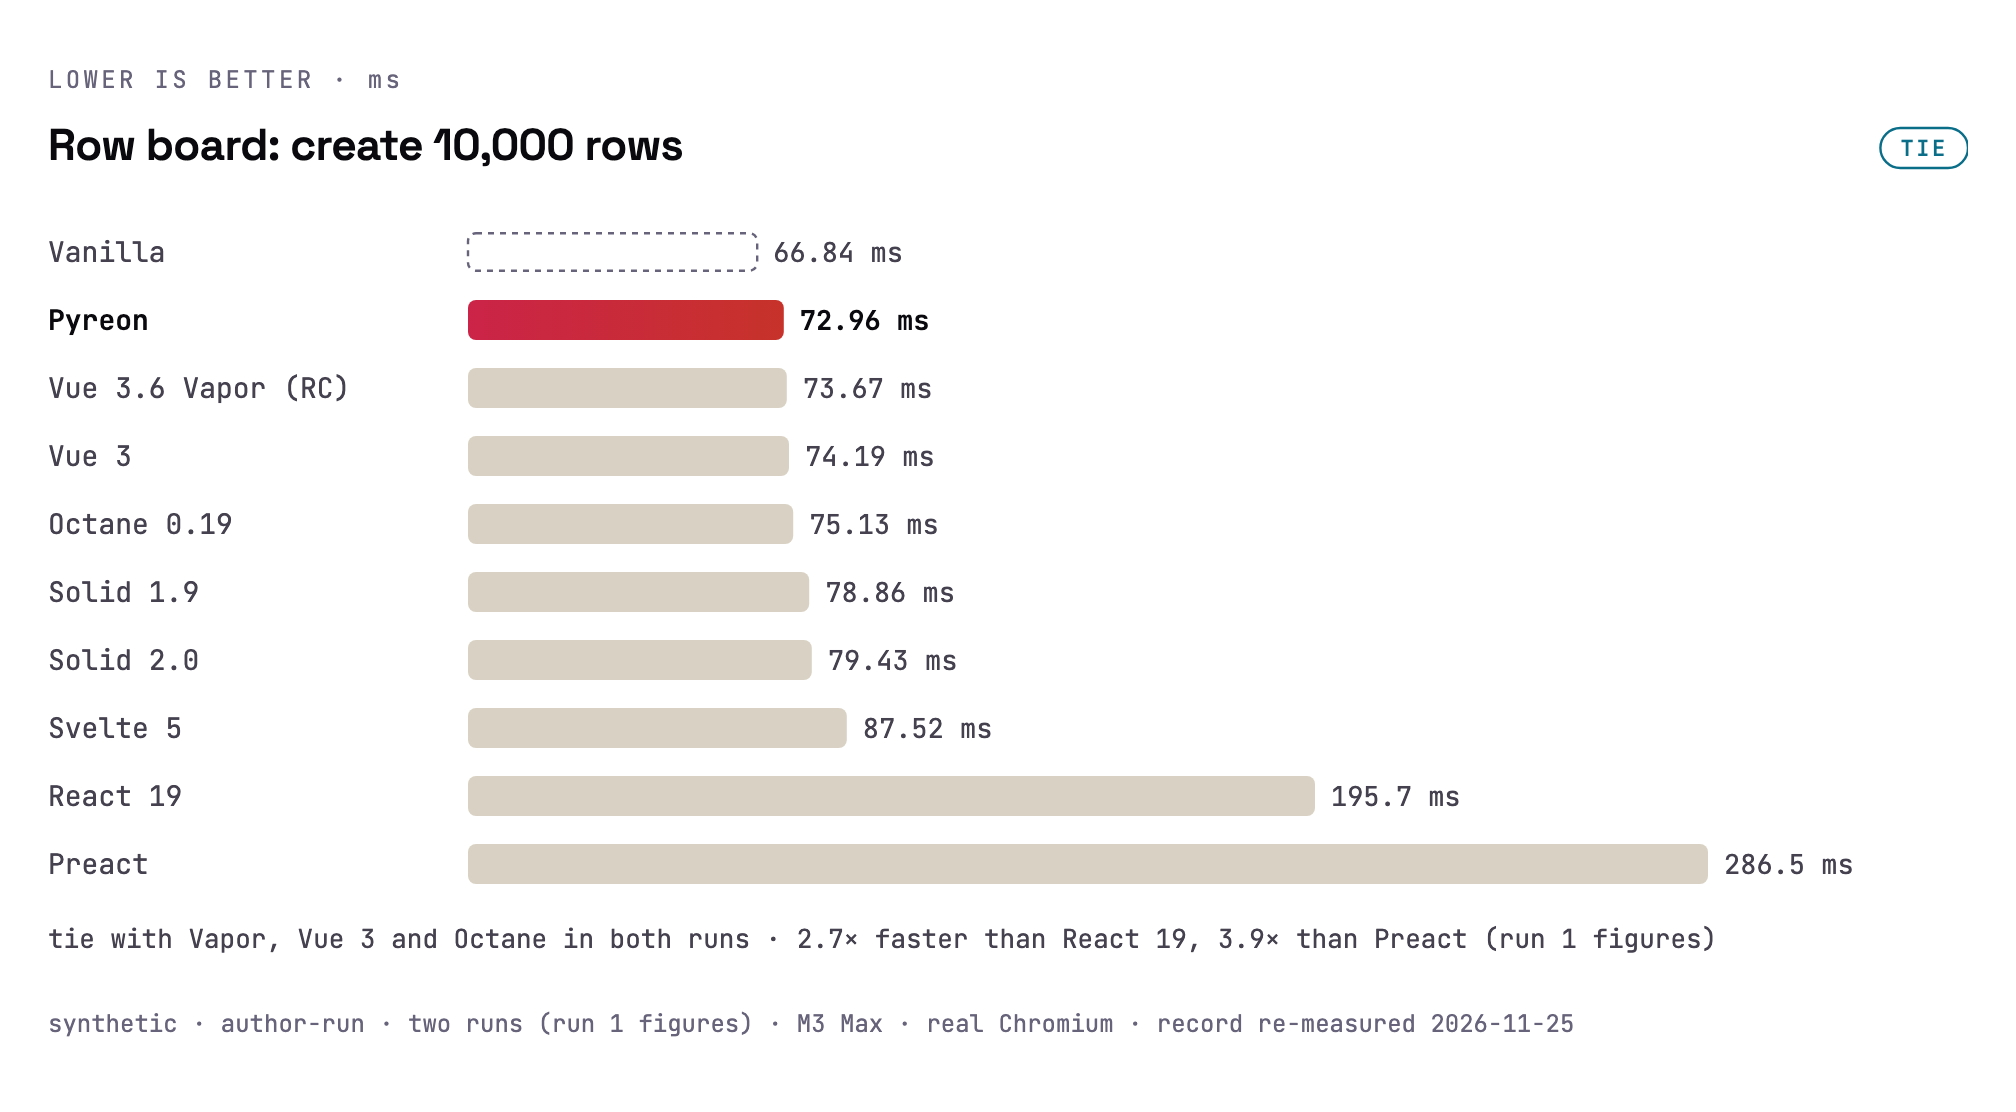 LOWER IS BETTER · ms
Row board: create 10,000 rows
TIE
Vanilla 66.84 ms
Pyreon 72.96 ms
Vue 3.6 Vapor (RC) 73.67 ms
Vue 3 74.19 ms
Octane 0.19 75.13 ms
Solid 1.9 78.86 ms
Solid 2.0 79.43 ms
Svelte 5 87.52 ms
React 19 195.7 ms
Preact 286.5 ms
tie with Vapor, Vue 3 and Octane in both runs · 2.7× faster than React 19, 3.9× than Preact (run 1 figures)
synthetic · author-run · two runs (run 1 figures) · M3 Max · real Chromium · record re-measured 2026-11-25